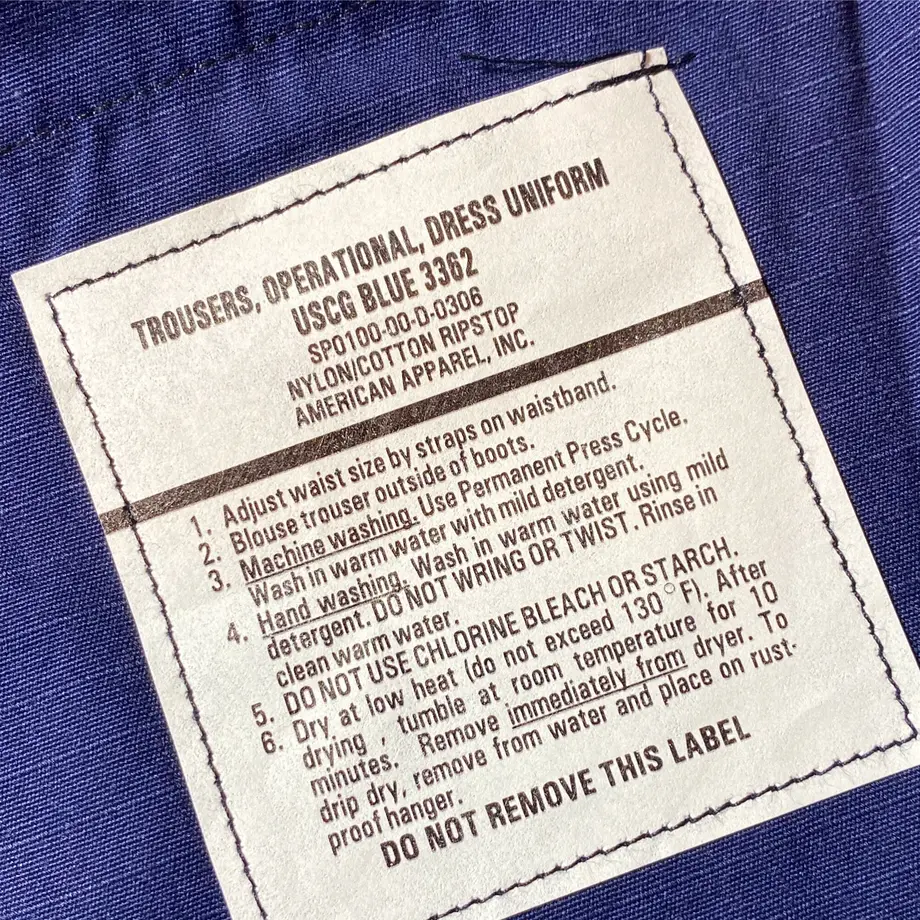 TROUSERS, OPERATIONAL, DRESS UNIFORM
USCG BLUE 3362
SPO100-00-D-0306
NYLON/COTTON RIPSTOP
AMERICAN APPAREL, INC.
1. Adjust waist size by straps on waistband.
2. Blouse trouser outside of boots.
3. Machine washing. Use Permanent Press Cycle.
Wash in warm water with mild detergent.
4. Hand washing. Wash in warm water using mild
detergent. DO NOT WRING OR TWIST. Rinse in
clean warm water.
5. DO NOT USE CHLORINE BLEACH OR STARCH.
6. Dry at low heat (do not exceed 130°F). After
drying, tumble at room temperature for 10
minutes. Remove immediately from dryer. To
drip dry, remove from water and place on rust-
proof hanger.
DO NOT REMOVE THIS LABEL